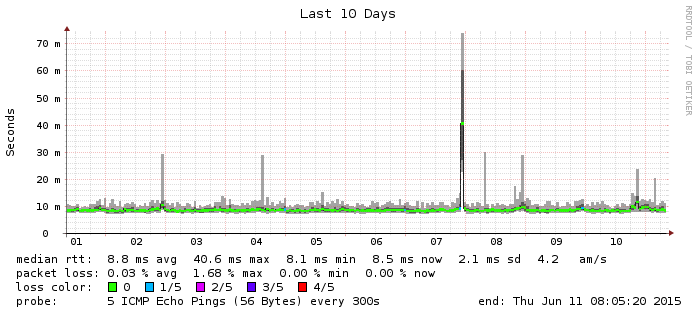 Last 10 Days
RRDTOOL / TOBI OETIKER
Seconds
70 m
60 m
50 m
40 m
30 m
20 m
10 m
0
01 02 03 04 05 06 07 08 09 10
median rtt: 8.8 ms avg 40.6 ms max 8.1 ms min 8.5 ms now 2.1 ms sd 4.2 am/s
packet loss: 0.03 % avg 1.68 % max 0.00 % min 0.00 % now
loss color: 0 1/5 2/5 3/5 4/5
probe: 5 ICMP Echo Pings (56 Bytes) every 300s end: Thu Jun 11 08:05:20 2015